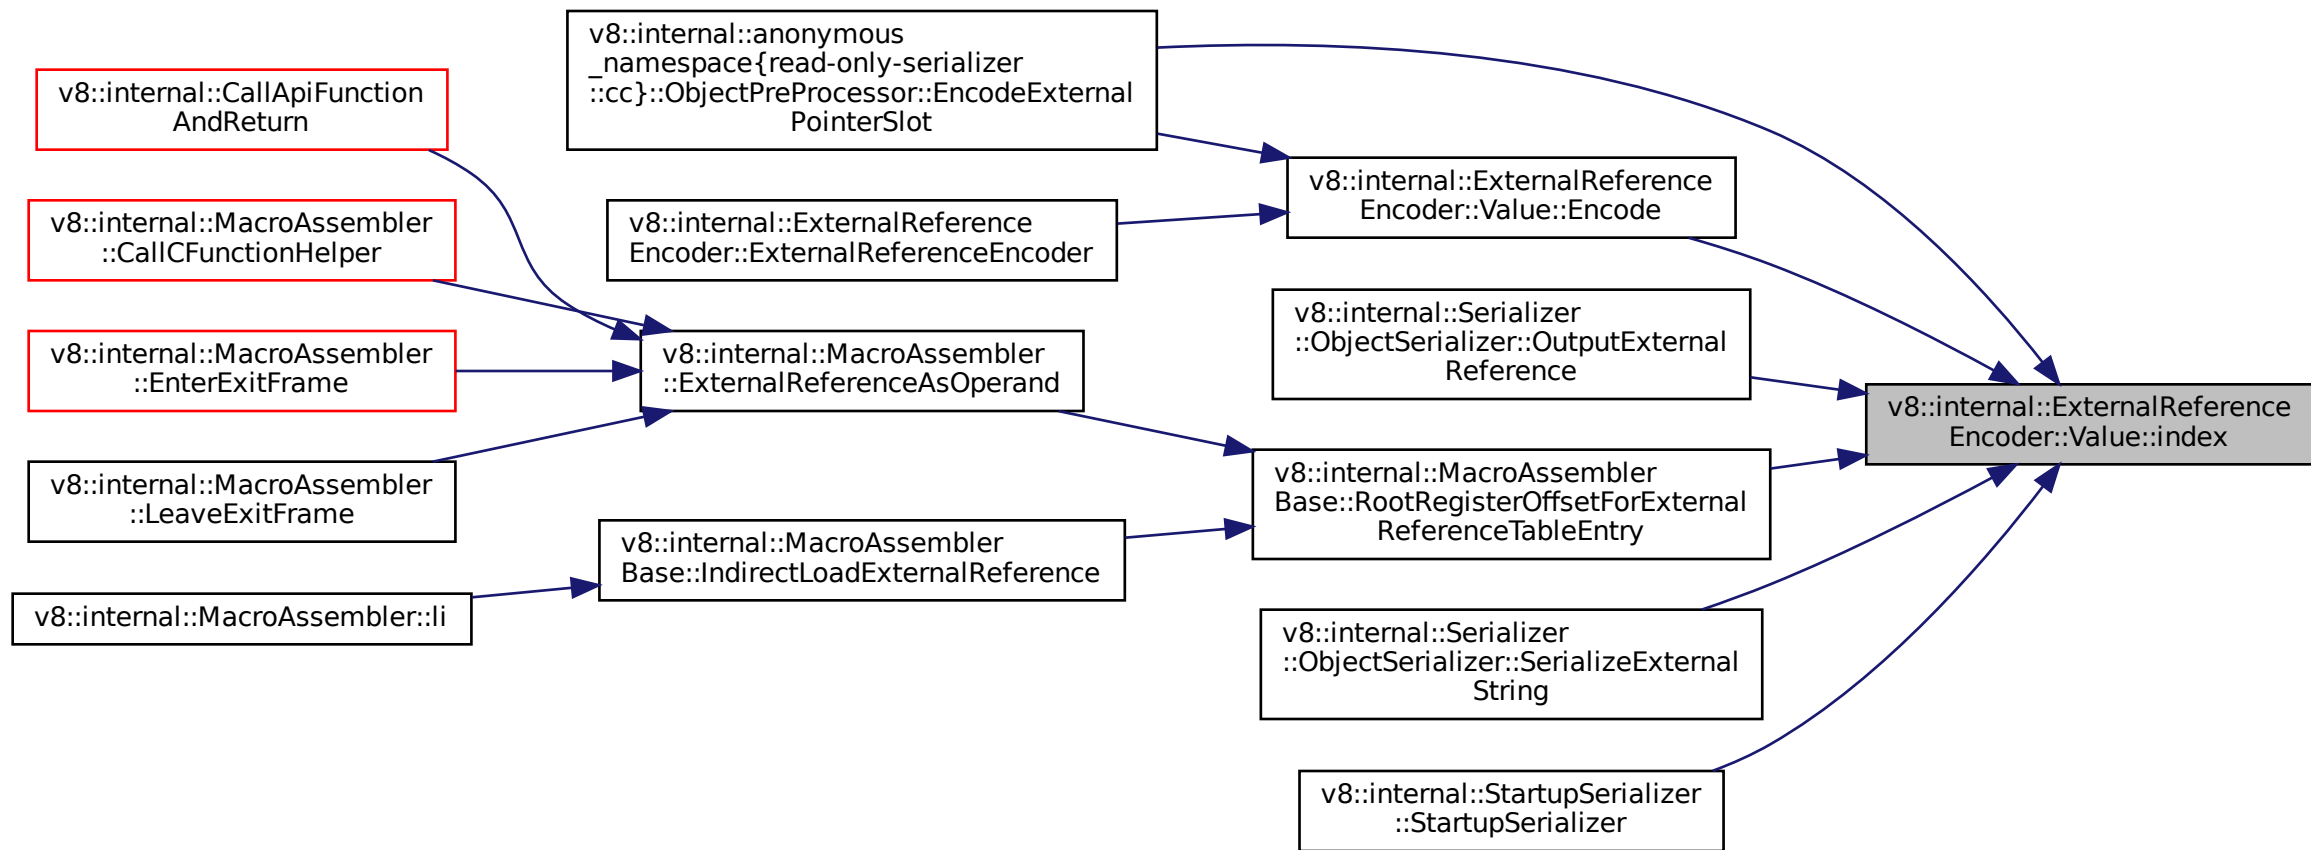 v8::internal::anonymous
_namespace{read-only-serializer
::cc}::ObjectPreProcessor::EncodeExternal
PointerSlot
v8::internal::CallApiFunction
AndReturn
v8::internal::ExternalReference
Encoder::Value::Encode
v8::internal::MacroAssembler
::CallCFunctionHelper
v8::internal::ExternalReference
Encoder::ExternalReferenceEncoder
v8::internal::Serializer
::ObjectSerializer::OutputExternal
Reference
v8::internal::MacroAssembler
::EnterExitFrame
v8::internal::MacroAssembler
::ExternalReferenceAsOperand
v8::internal::ExternalReference
Encoder::Value::index
v8::internal::MacroAssembler
::LeaveExitFrame
v8::internal::MacroAssembler
Base::RootRegisterOffsetForExternal
ReferenceTableEntry
v8::internal::MacroAssembler
Base::IndirectLoadExternalReference
v8::internal::MacroAssembler::li
v8::internal::Serializer
::ObjectSerializer::SerializeExternal
String
v8::internal::StartupSerializer
::StartupSerializer